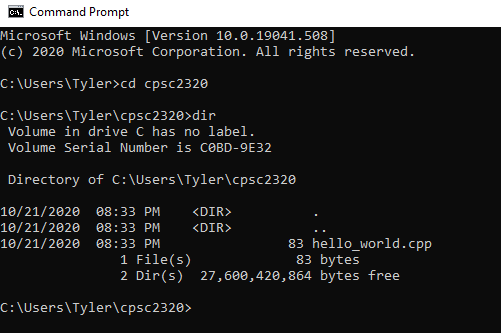 Command Prompt
Microsoft Windows [Version 10.0.19041.508]
(c) 2020 Microsoft Corporation. All rights reserved.
C:\Users\Tyler>cd cpsc2320
C:\Users\Tyler\cpsc2320>dir
 Volume in drive C has no label.
 Volume Serial Number is C0BD-9E32
 Directory of C:\Users\Tyler\cpsc2320
10/21/2020  08:33 PM    <DIR>          .
10/21/2020  08:33 PM    <DIR>          ..
10/21/2020  08:33 PM                83 hello_world.cpp
               1 File(s)             83 bytes
               2 Dir(s)  27,600,420,864 bytes free
C:\Users\Tyler\cpsc2320>